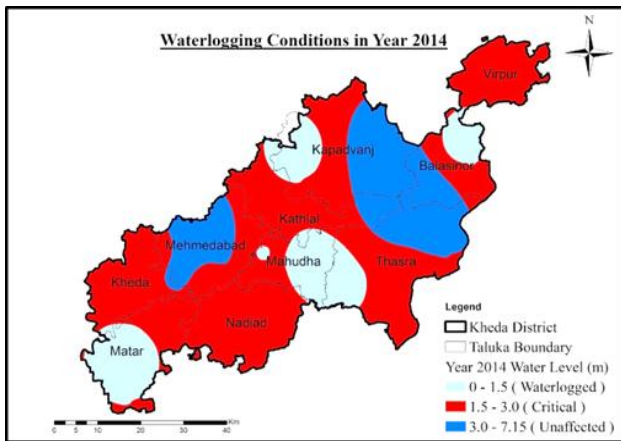 Waterlogging Conditions in Year 2014
N
Virpur
Kapadvanj
Balasinor
Kathlal
Mehmedabad
Mahudha
Thasra
Kheda
Nadiad
Matar
Legend
Kheda District
Taluka Boundary
Year 2014 Water Level (m)
0 - 1.5 ( Waterlogged )
1.5 - 3.0 ( Critical )
3.0 - 7.15 ( Unaffected )
0 5 10 20 30 40
Km